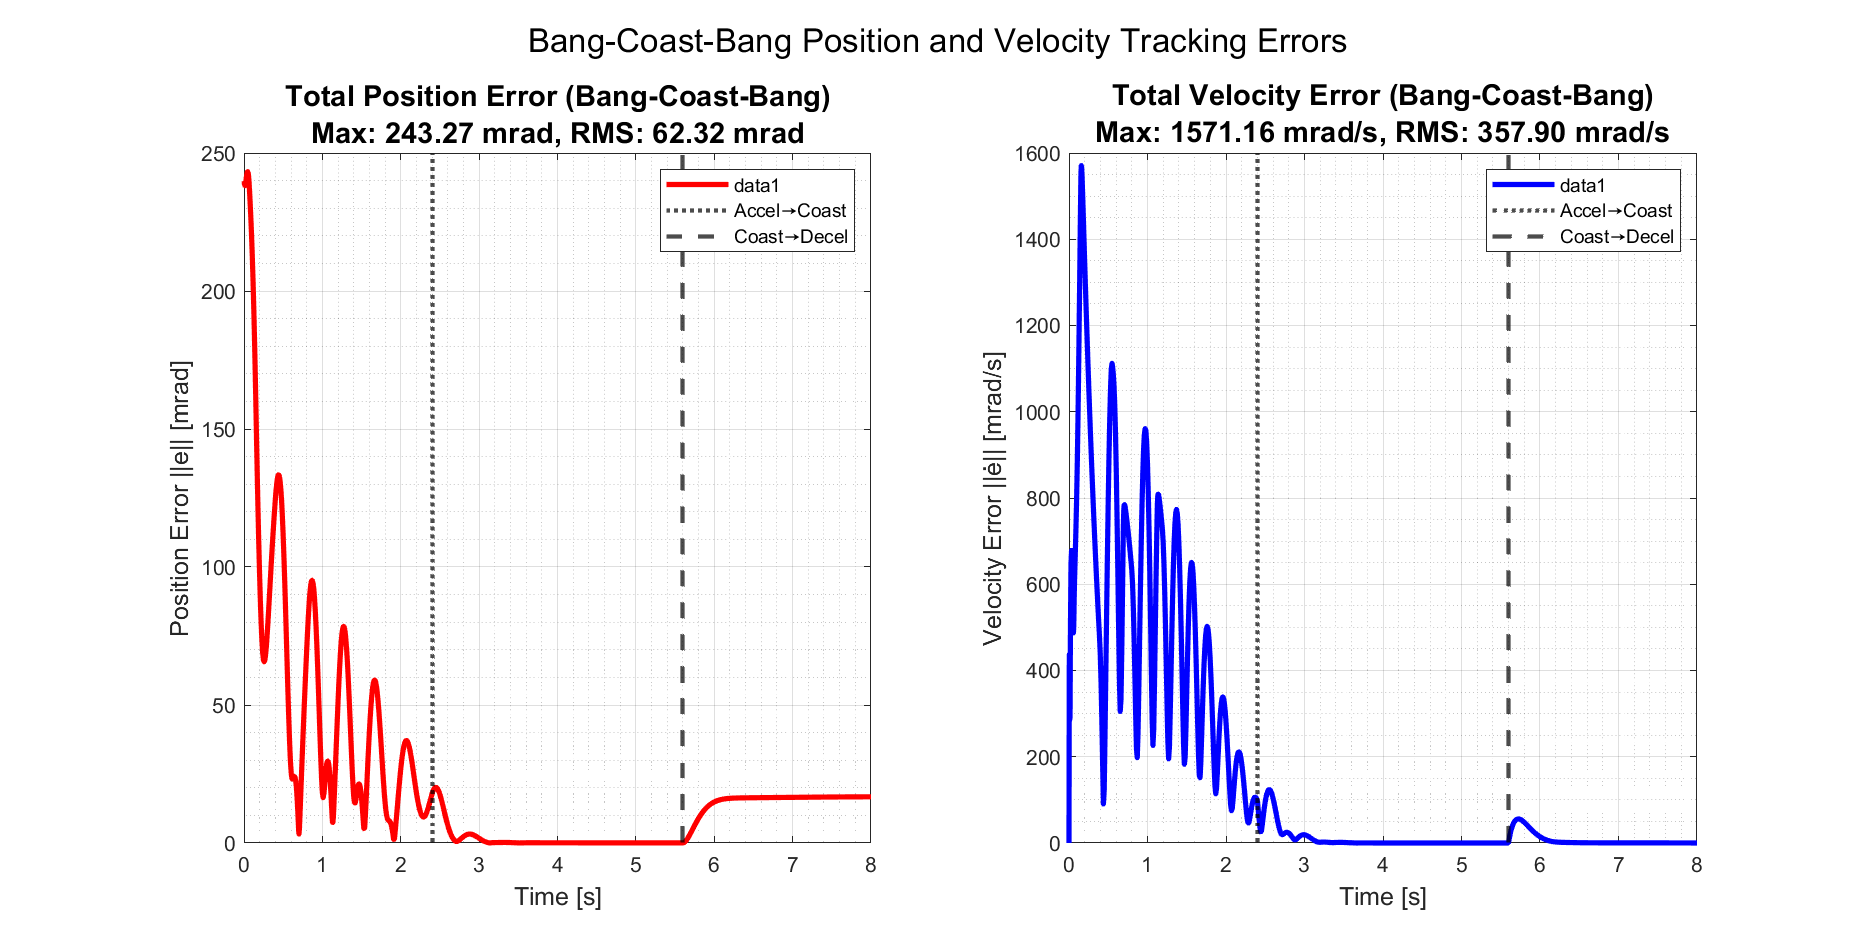 Bang-Coast-Bang Position and Velocity Tracking Errors
Total Position Error (Bang-Coast-Bang)
Max: 243.27 mrad, RMS: 62.32 mrad
250
200
150
100
50
0
0 1 2 3 4 5 6 7 8
Position Error ||e|| [mrad]
Time [s]
data1
Accel→Coast
Coast→Decel
Total Velocity Error (Bang-Coast-Bang)
Max: 1571.16 mrad/s, RMS: 357.90 mrad/s
1600
1400
1200
1000
800
600
400
200
0
0 1 2 3 4 5 6 7 8
Velocity Error ||ė|| [mrad/s]
Time [s]
data1
Accel→Coast
Coast→Decel